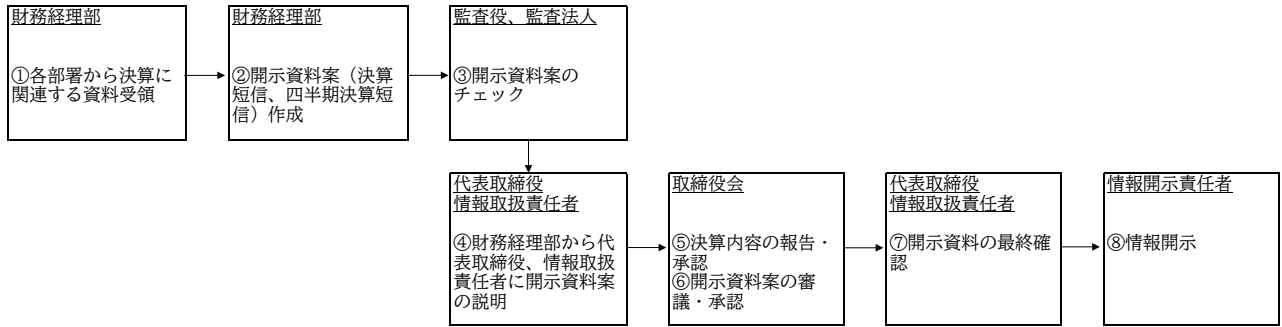 財務経理部
①各部署から決算に
関連する資料受領
財務経理部
②開示資料案（決算
短信、四半期決算短
信）作成
監査役、監査法人
③開示資料案の
チェック
代表取締役
情報取扱責任者
④財務経理部から代
表取締役、情報取扱
責任者に開示資料案
の説明
取締役会
⑤決算内容の報告・
承認
⑥開示資料案の審
議・承認
代表取締役
情報取扱責任者
⑦開示資料の最終確
認
情報開示責任者
⑧情報開示